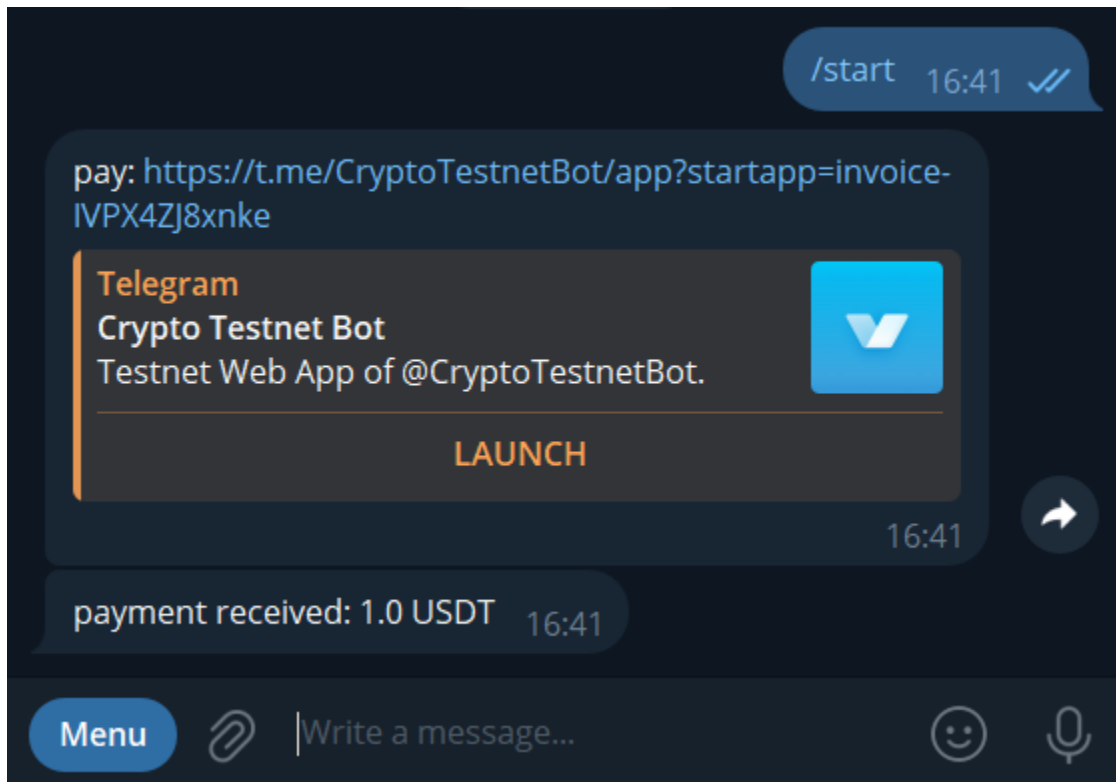 /start 16:41
pay: https://t.me/CryptoTestnetBot/app?startapp=invoice-
IVPX4ZJ8xnke
Telegram
Crypto Testnet Bot
Testnet Web App of @CryptoTestnetBot.
LAUNCH
16:41
payment received: 1.0 USDT 16:41
Menu Write a message...